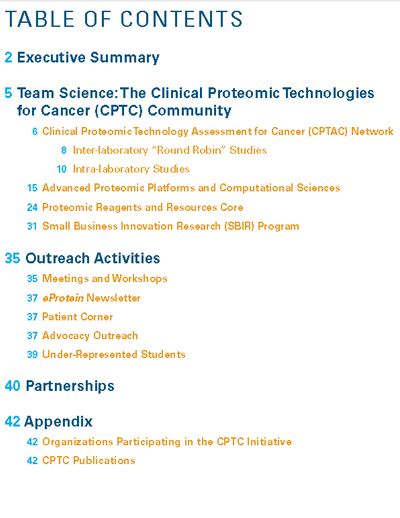 TABLE OF CONTENTS
2 Executive Summary
5 Team Science: The Clinical Proteomic Technologies
for Cancer (CPTC) Community
6 Clinical Proteomic Technology Assessment for Cancer (CPTAC) Network
8 Inter-laboratory “Round Robin” Studies
10 Intra-laboratory Studies
15 Advanced Proteomic Platforms and Computational Sciences
24 Proteomic Reagents and Resources Core
31 Small Business Innovation Research (SBIR) Program
35 Outreach Activities
35 Meetings and Workshops
37 eProtein Newsletter
37 Patient Corner
37 Advocacy Outreach
39 Under-Represented Students
40 Partnerships
42 Appendix
42 Organizations Participating in the CPTC Initiative
42 CPTC Publications